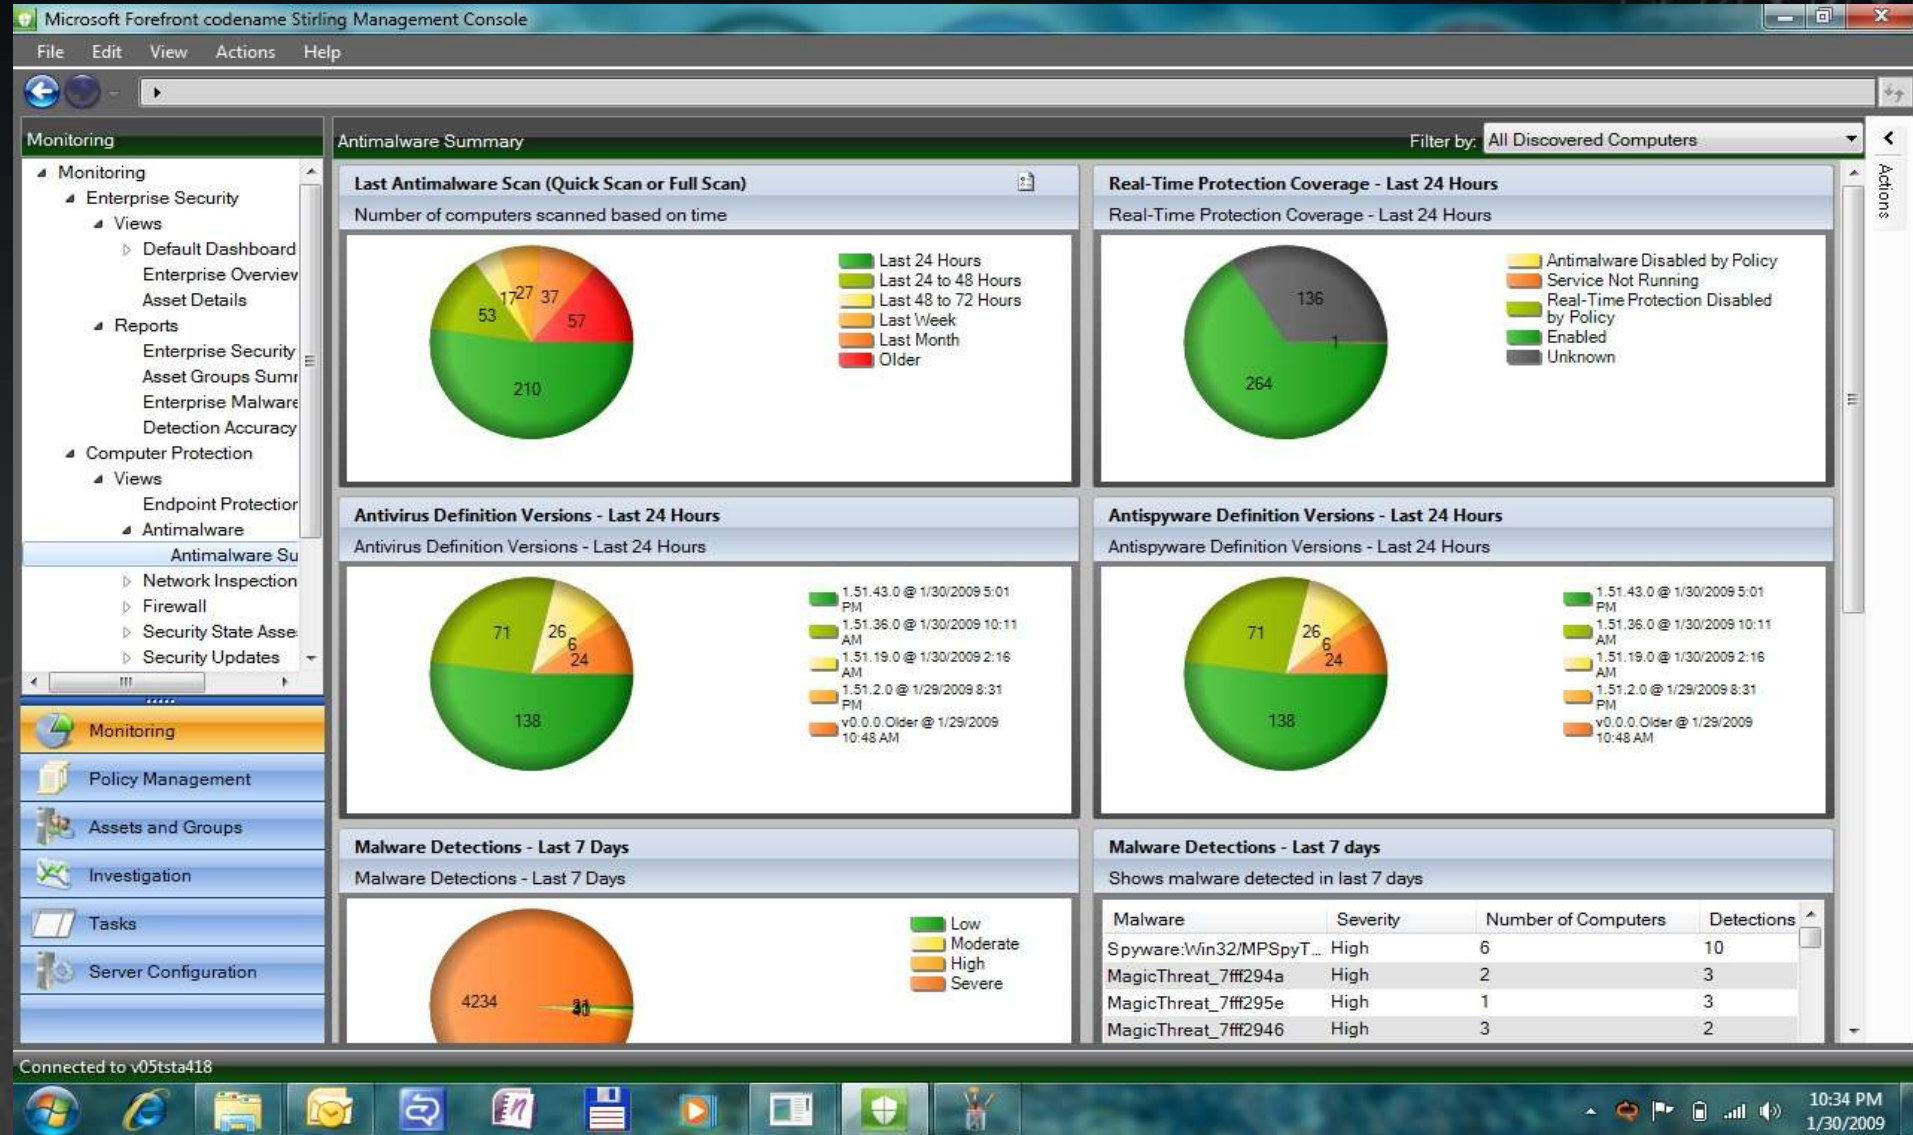 Microsoft Forefront codename Stirling Management Console
File Edit View Actions Help
Monitoring
Monitoring
Enterprise Security
Views
Default Dashboard
Enterprise Overview
Asset Details
Reports
Enterprise Security
Asset Groups Sum
Enterprise Malware
Detection Accuracy
Computer Protection
Views
Endpoint Protection
Antimalware
Antimalware Su
Network Inspection
Firewall
Security State Asse
Security Updates
Monitoring
Policy Management
Assets and Groups
Investigation
Tasks
Server Configuration
Antimalware Summary
Filter by: All Discovered Computers
Actions
Last Antimalware Scan (Quick Scan or Full Scan)
Number of computers scanned based on time
53
17
27
37
57
210
Last 24 Hours
Last 24 to 48 Hours
Last 48 to 72 Hours
Last Week
Last Month
Older
Real-Time Protection Coverage - Last 24 Hours
Real-Time Protection Coverage - Last 24 Hours
136
1
264
Antimalware Disabled by Policy
Service Not Running
Real-Time Protection Disabled
by Policy
Enabled
Unknown
Antivirus Definition Versions - Last 24 Hours
Antivirus Definition Versions - Last 24 Hours
71
26
6
24
138
1.51.43.0 @ 1/30/2009 5:01
PM
1.51.36.0 @ 1/30/2009 10:11
AM
1.51.19.0 @ 1/30/2009 2:16
AM
1.51.2.0 @ 1/29/2009 8:31
PM
v0.0.0.Older @ 1/29/2009
10:48 AM
Antispyware Definition Versions - Last 24 Hours
Antispyware Definition Versions - Last 24 Hours
71
26
6
24
138
1.51.43.0 @ 1/30/2009 5:01
PM
1.51.36.0 @ 1/30/2009 10:11
AM
1.51.19.0 @ 1/30/2009 2:16
AM
1.51.2.0 @ 1/29/2009 8:31
PM
v0.0.0.Older @ 1/29/2009
10:48 AM
Malware Detections - Last 7 Days
Malware Detections - Last 7 Days
4234
Low
Moderate
High
Severe
Malware Detections - Last 7 days
Shows malware detected in last 7 days
Malware Severity Number of Computers Detections
Spyware:Win32/MPSpyT... High 6 10
MagicThreat_7fff294a High 2 3
MagicThreat_7fff295e High 1 3
MagicThreat_7fff2946 High 3 2
Connected to v05tsta418
10:34 PM
1/30/2009